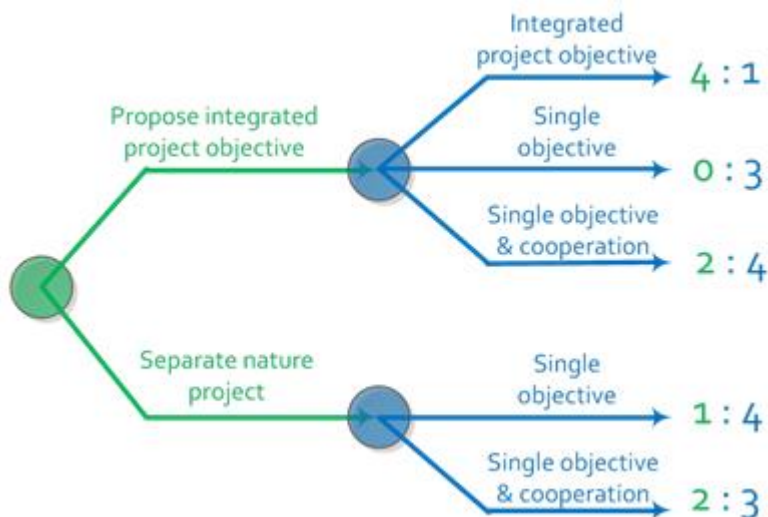 Integrated
project objective
4 : 1
Propose integrated
project objective
Single
objective
0 : 3
Single objective
& cooperation
2 : 4
Separate nature
project
Single
objective
1 : 4
Single objective
& cooperation
2 : 3